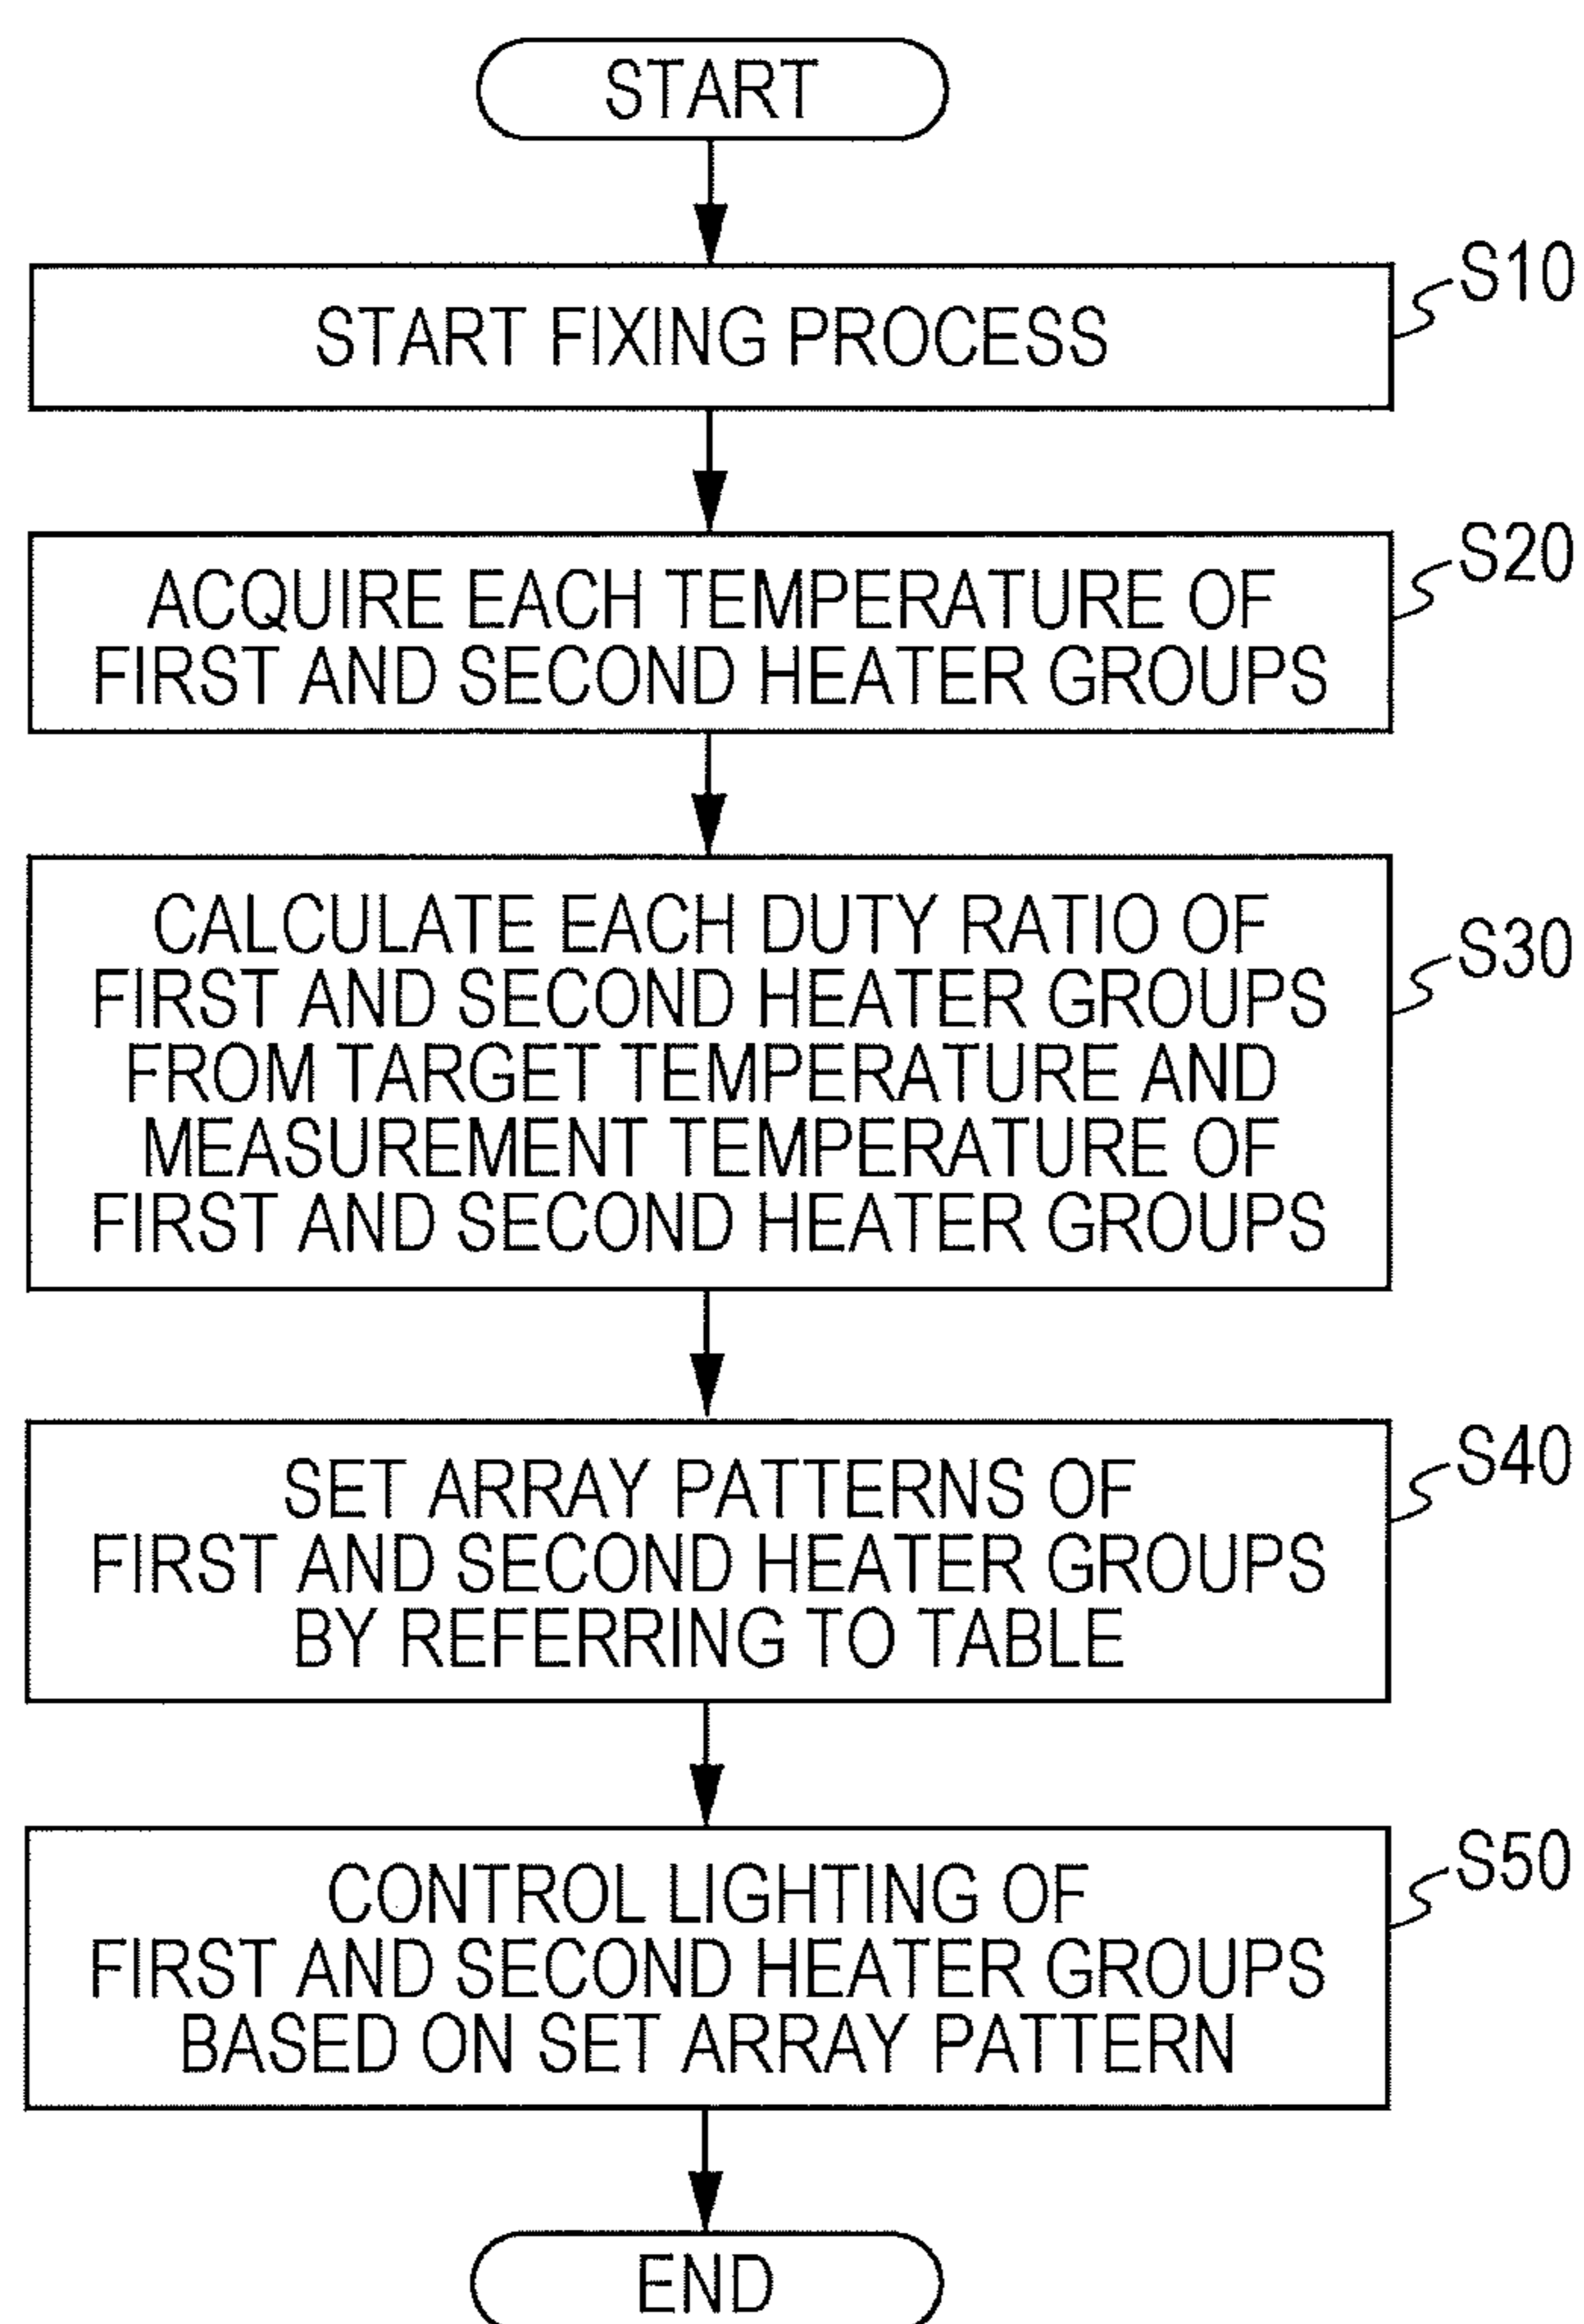 START
S10
START FIXING PROCESS
S20
ACQUIRE EACH TEMPERATURE OF
FIRST AND SECOND HEATER GROUPS
S30
CALCULATE EACH DUTY RATIO OF
FIRST AND SECOND HEATER GROUPS
FROM TARGET TEMPERATURE AND
MEASUREMENT TEMPERATURE OF
FIRST AND SECOND HEATER GROUPS
S40
SET ARRAY PATTERNS OF
FIRST AND SECOND HEATER GROUPS
BY REFERRING TO TABLE
S50
CONTROL LIGHTING OF
FIRST AND SECOND HEATER GROUPS
BASED ON SET ARRAY PATTERN
END